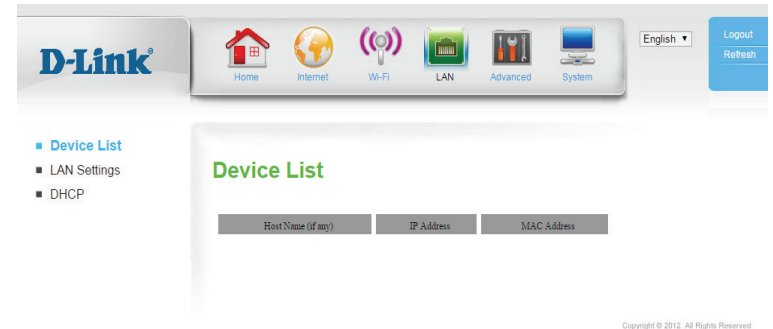 D-Link
Home Internet Wi-Fi LAN Advanced System
English
Logout
Refresh
Device List
LAN Settings
DHCP
Device List
Host Name (if any) IP Address MAC Address
Copyright © 2012 All Rights Reserved